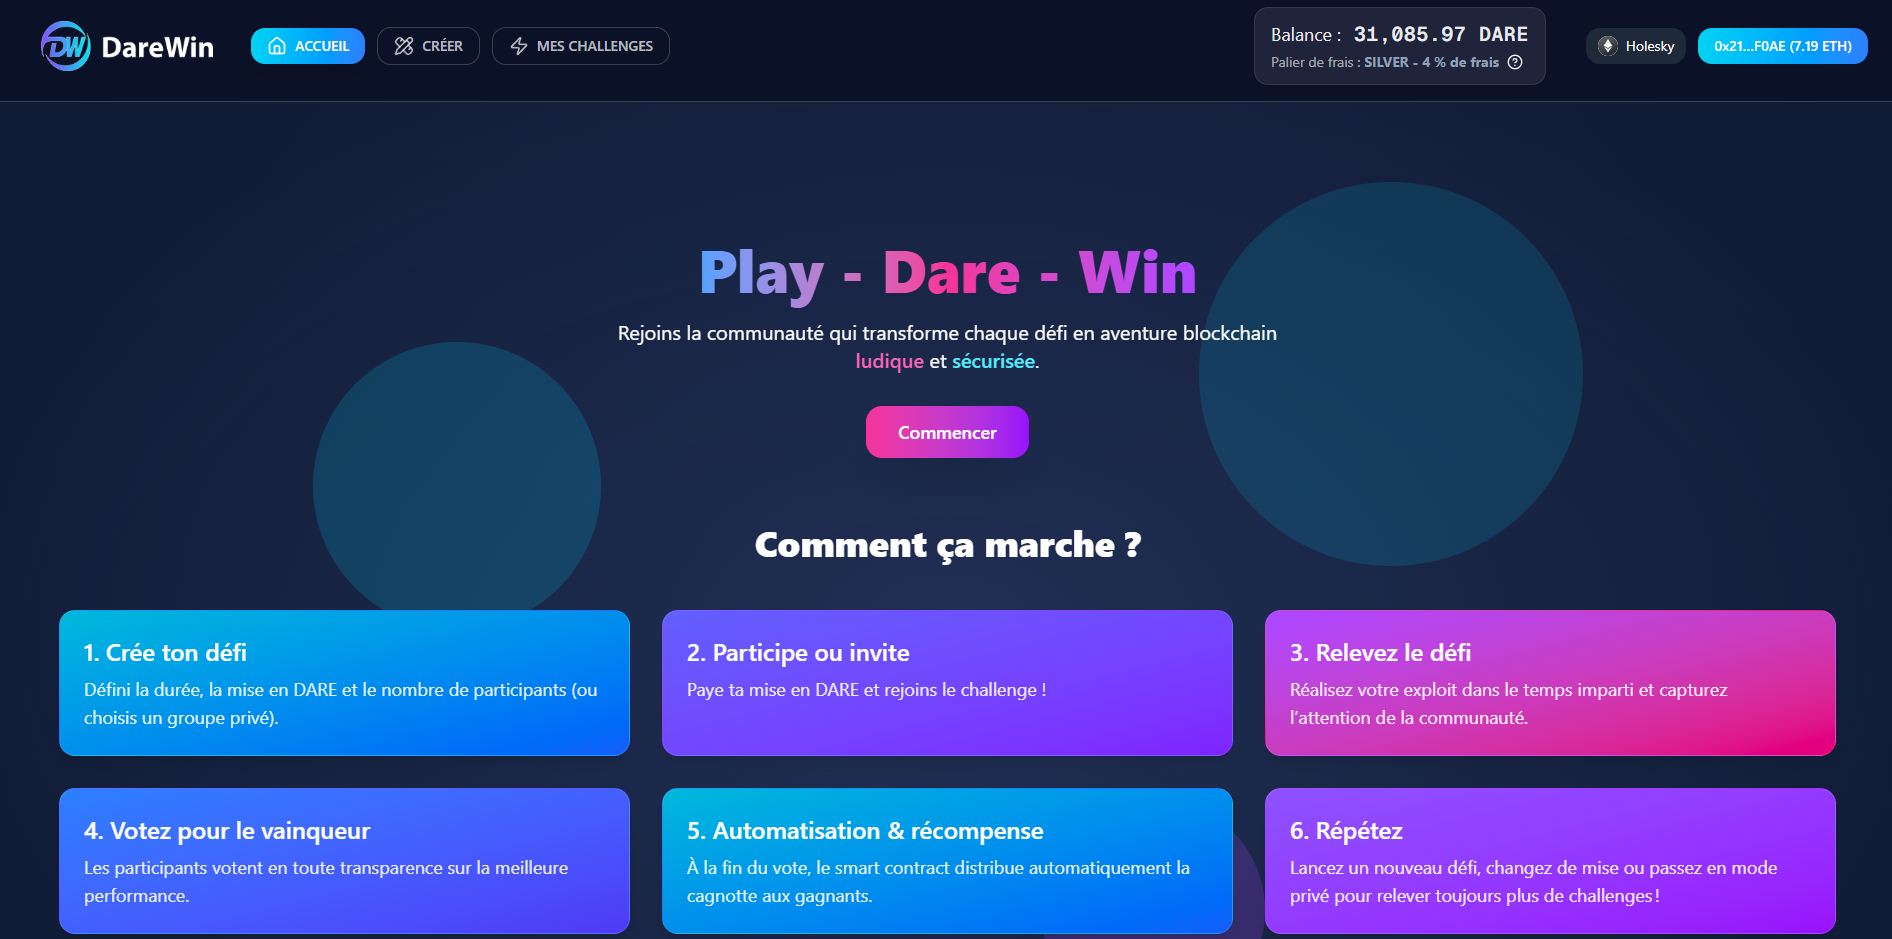 DW DareWin
ACCUEIL
CRÉER
MES CHALLENGES
Balance : 31,085.97 DARE
Palier de frais : SILVER - 4 % de frais ?
Holesky
0x21...F0AE (7.19 ETH)
Play - Dare - Win
Rejoins la communauté qui transforme chaque défi en aventure blockchain
ludique et sécurisée.
Commencer
Comment ça marche ?
1. Crée ton défi
Défini la durée, la mise en DARE et le nombre de participants (ou
choisis un groupe privé).
2. Participe ou invite
Paye ta mise en DARE et rejoins le challenge !
3. Relevez le défi
Réalisez votre exploit dans le temps imparti et capturez
l’attention de la communauté.
4. Votez pour le vainqueur
Les participants votent en toute transparence sur la meilleure
performance.
5. Automatisation & récompense
À la fin du vote, le smart contract distribue automatiquement la
cagnotte aux gagnants.
6. Répétez
Lancez un nouveau défi, changez de mise ou passez en mode
privé pour relever toujours plus de challenges !